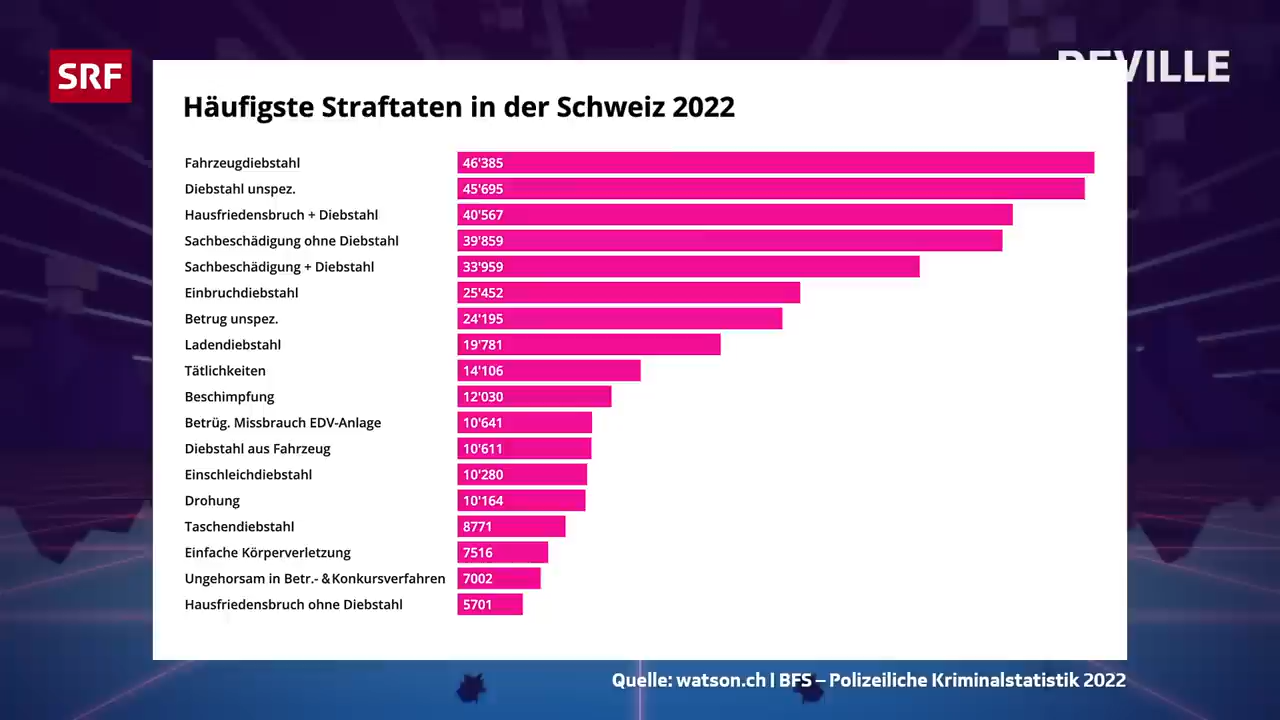 SRF
DEVILLE
Häufigste Straftaten in der Schweiz 2022
Fahrzeugdiebstahl 46'385
Diebstahl unspez. 45'695
Hausfriedensbruch + Diebstahl 40'567
Sachbeschädigung ohne Diebstahl 39'859
Sachbeschädigung + Diebstahl 33'959
Einbruchdiebstahl 25'452
Betrug unspez. 24'195
Ladendiebstahl 19'781
Tätlichkeiten 14'106
Beschimpfung 12'030
Betrüg. Missbrauch EDV-Anlage 10'641
Diebstahl aus Fahrzeug 10'611
Einschleichdiebstahl 10'280
Drohung 10'164
Taschendiebstahl 8771
Einfache Körperverletzung 7516
Ungehorsam in Betr.- & Konkursverfahren 7002
Hausfriedensbruch ohne Diebstahl 5701
Quelle: watson.ch | BFS – Polizeiliche Kriminalstatistik 2022